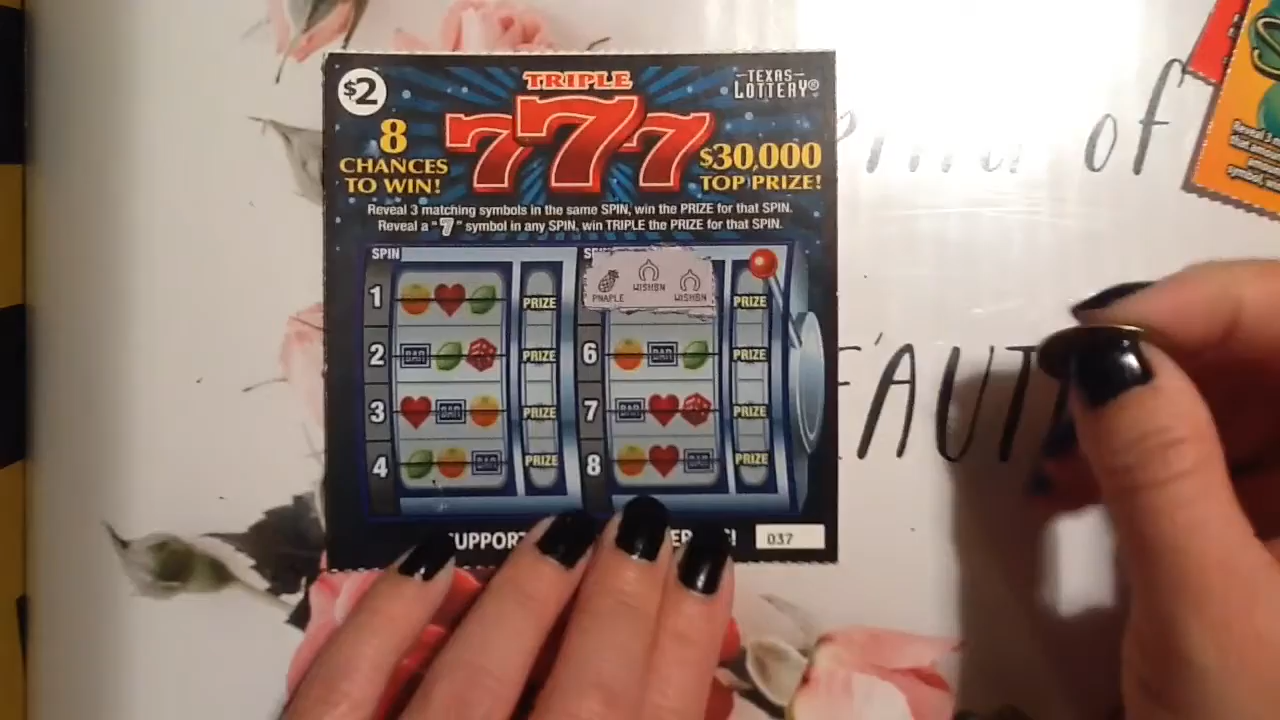 $2
TRIPLE
777
TEXAS
LOTTERY®
8
CHANCES
TO WIN!
$30,000
TOP PRIZE!
Reveal 3 matching symbols in the same SPIN, win the PRIZE for that SPIN.
Reveal a "7" symbol in any SPIN, win TRIPLE the PRIZE for that SPIN.
SPIN
1
PRIZE
2
BAR
PRIZE
3
BAR
PRIZE
4
BAR
PRIZE
PNAPLE
WISHBN
WISHBN
PRIZE
6
BAR
PRIZE
7
BAR
PRIZE
8
BAR
PRIZE
037
of